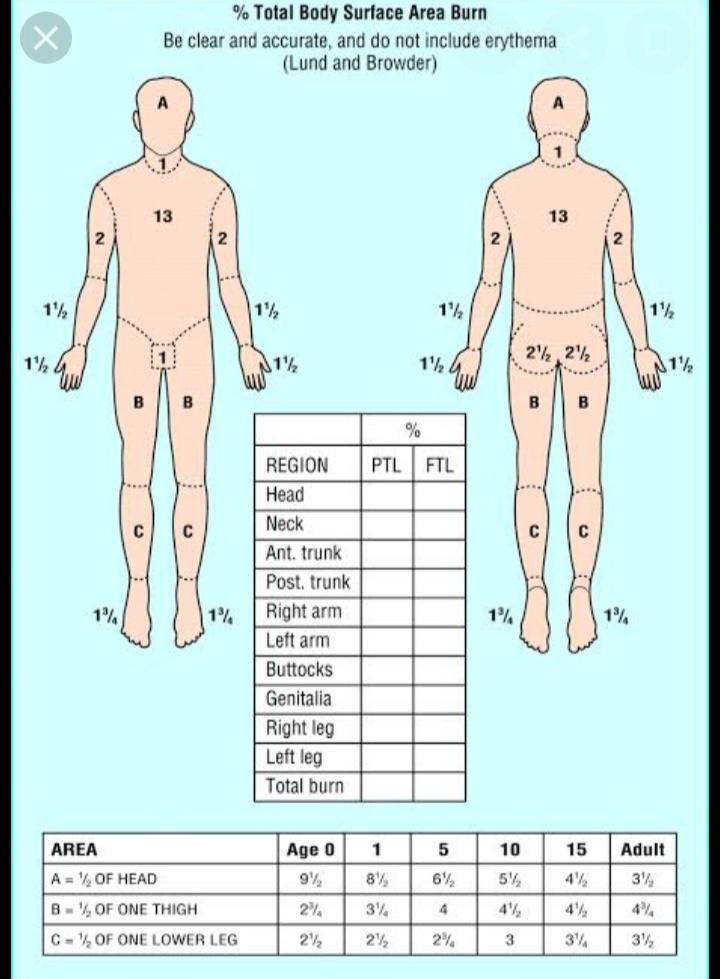 % Total Body Surface Area Burn
Be clear and accurate, and do not include erythema
(Lund and Browder)
A
A
1
1
13
13
2
2
2
2
1½
1½
1½
1½
1½
1½
1½
1½
1
2½
2½
B
B
B
B
C
C
C
C
1¾
1¾
1¾
1¾
%
REGION PTL FTL
Head
Neck
Ant. trunk
Post. trunk
Right arm
Left arm
Buttocks
Genitalia
Right leg
Left leg
Total burn
AREA Age 0 1 5 10 15 Adult
A = ½ OF HEAD 9½ 8½ 6½ 5½ 4½ 3½
B = ½ OF ONE THIGH 2¾ 3¼ 4 4½ 4½ 4¾
C = ½ OF ONE LOWER LEG 2½ 2½ 2¾ 3 3¼ 3½